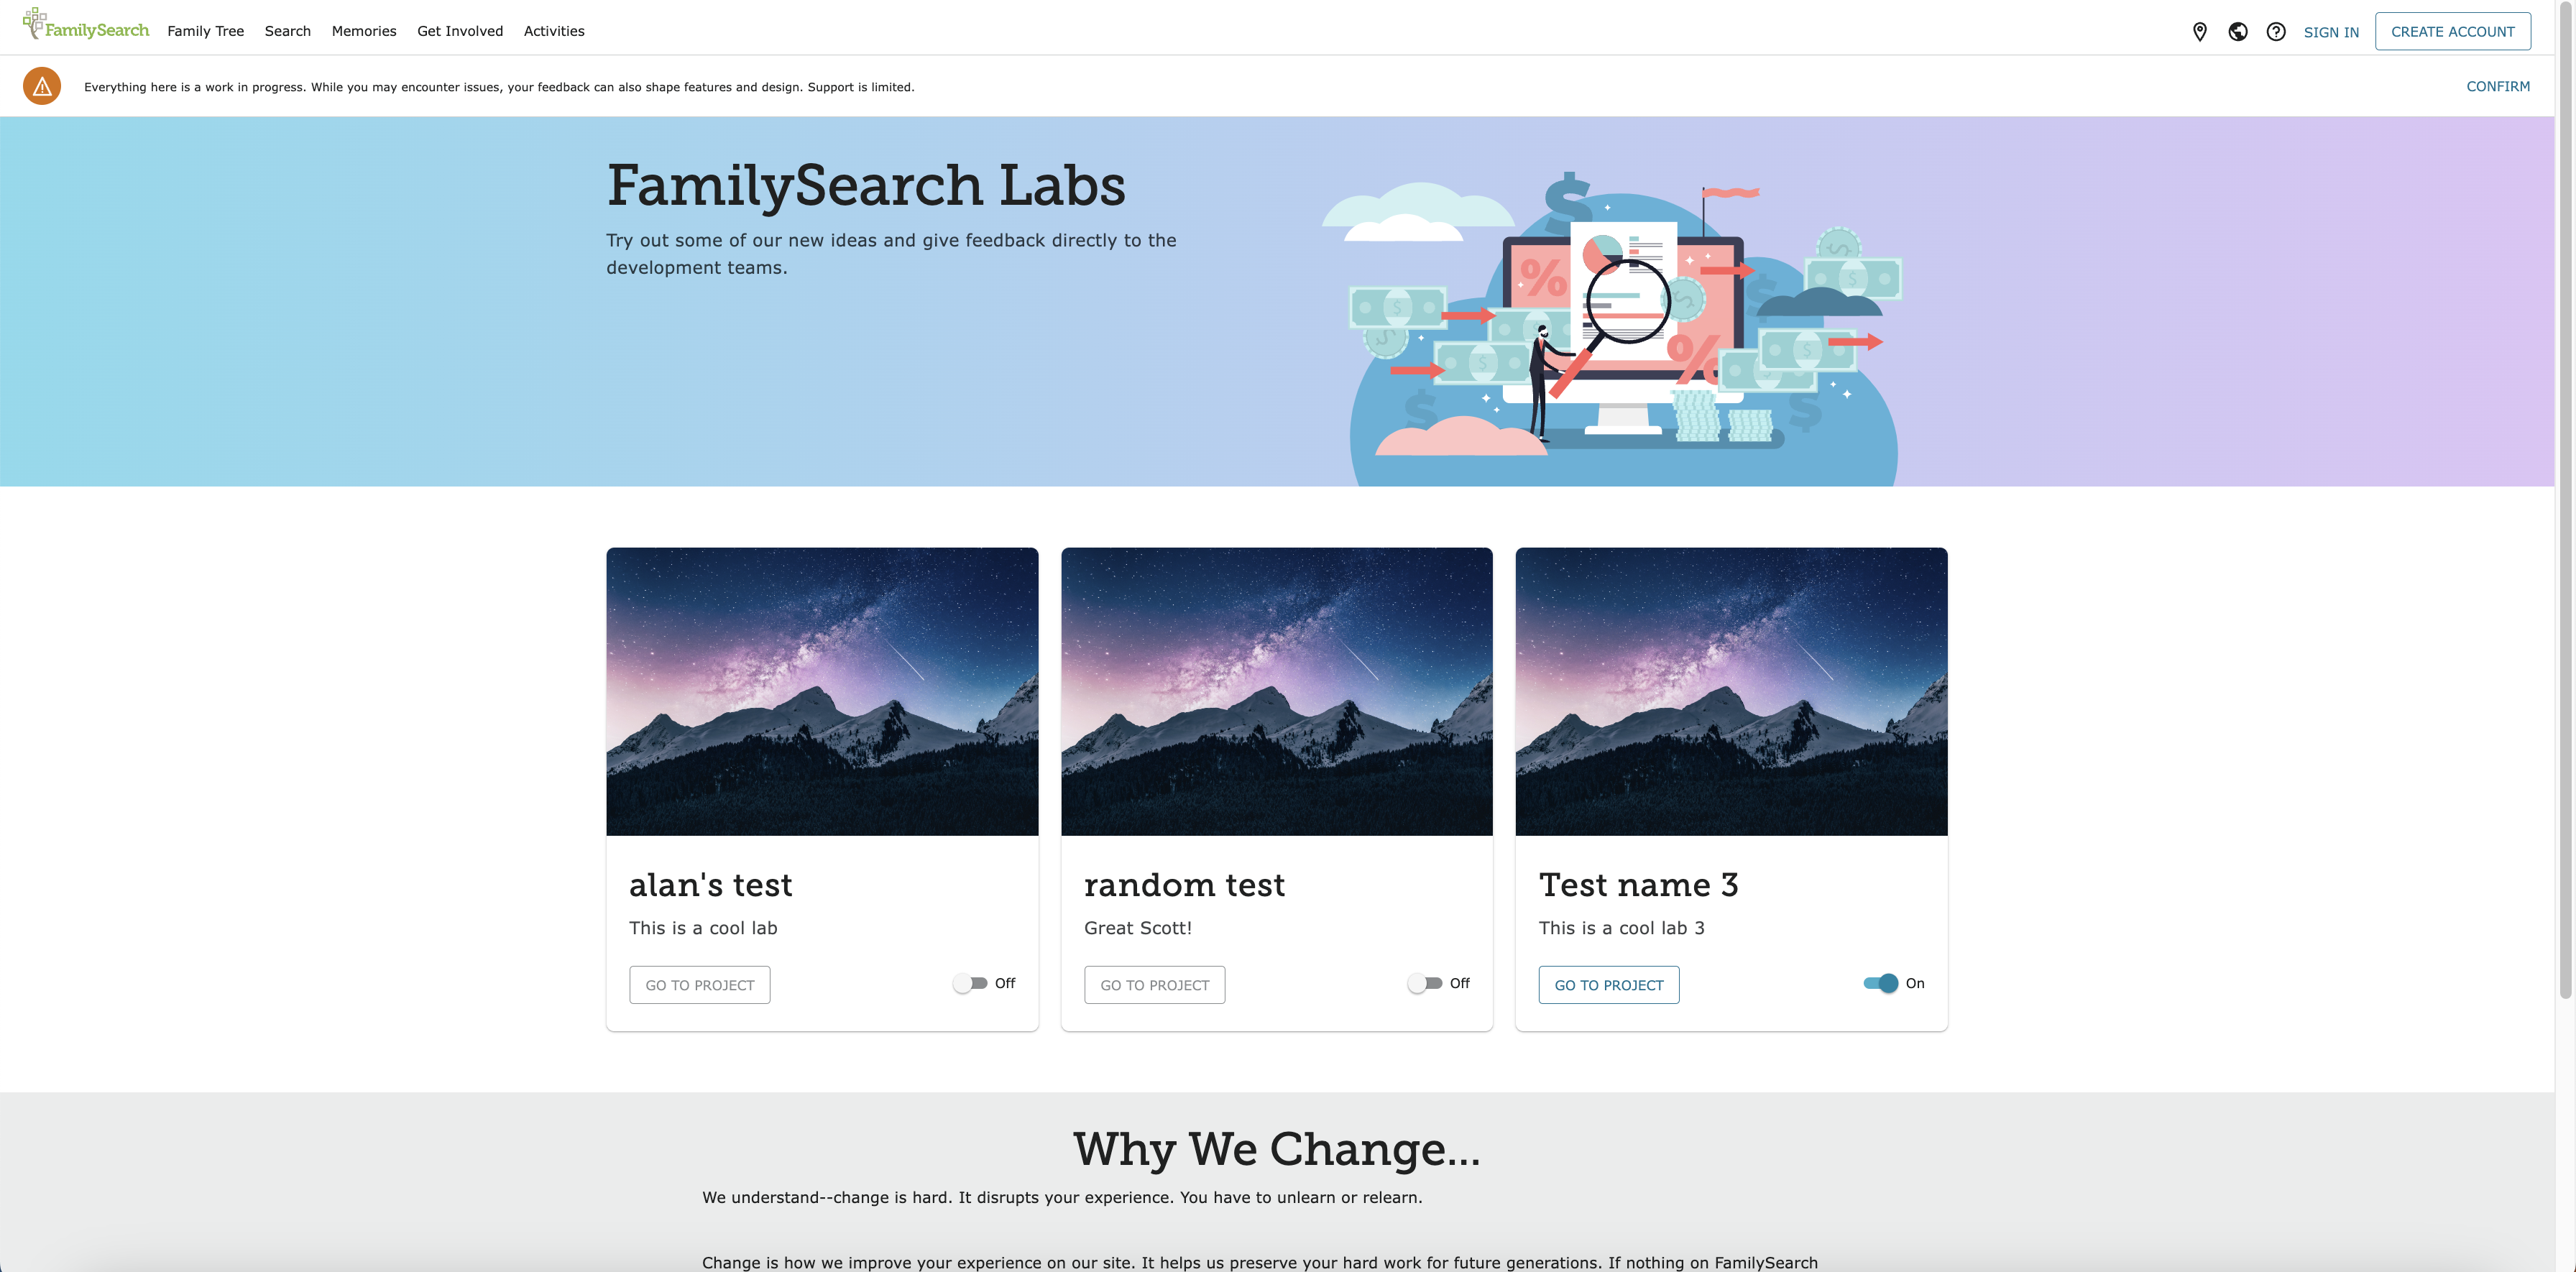 FamilySearch
Family Tree
Search
Memories
Get Involved
Activities
SIGN IN
CREATE ACCOUNT
Everything here is a work in progress. While you may encounter issues, your feedback can also shape features and design. Support is limited.
CONFIRM
FamilySearch Labs
Try out some of our new ideas and give feedback directly to the
development teams.
alan's test
This is a cool lab
GO TO PROJECT
Off
random test
Great Scott!
GO TO PROJECT
Off
Test name 3
This is a cool lab 3
GO TO PROJECT
On
Why We Change...
We understand--change is hard. It disrupts your experience. You have to unlearn or relearn.
Change is how we improve your experience on our site. It helps us preserve your hard work for future generations. If nothing on FamilySearch